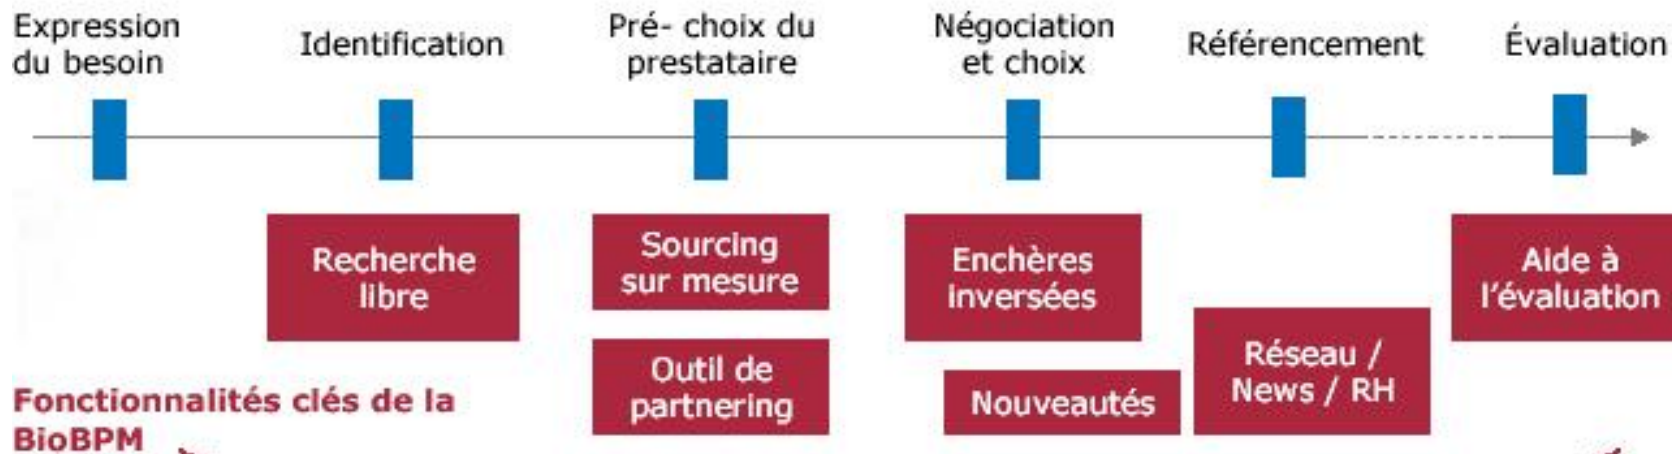 Expression
du besoin
Identification
Pré- choix du
prestataire
Négociation
et choix
Référencement
Évaluation
Recherche
libre
Sourcing
sur mesure
Outil de
partnering
Enchères
inversées
Nouveautés
Réseau /
News / RH
Aide à
l'évaluation
Fonctionnalités clés de la
BioBPM